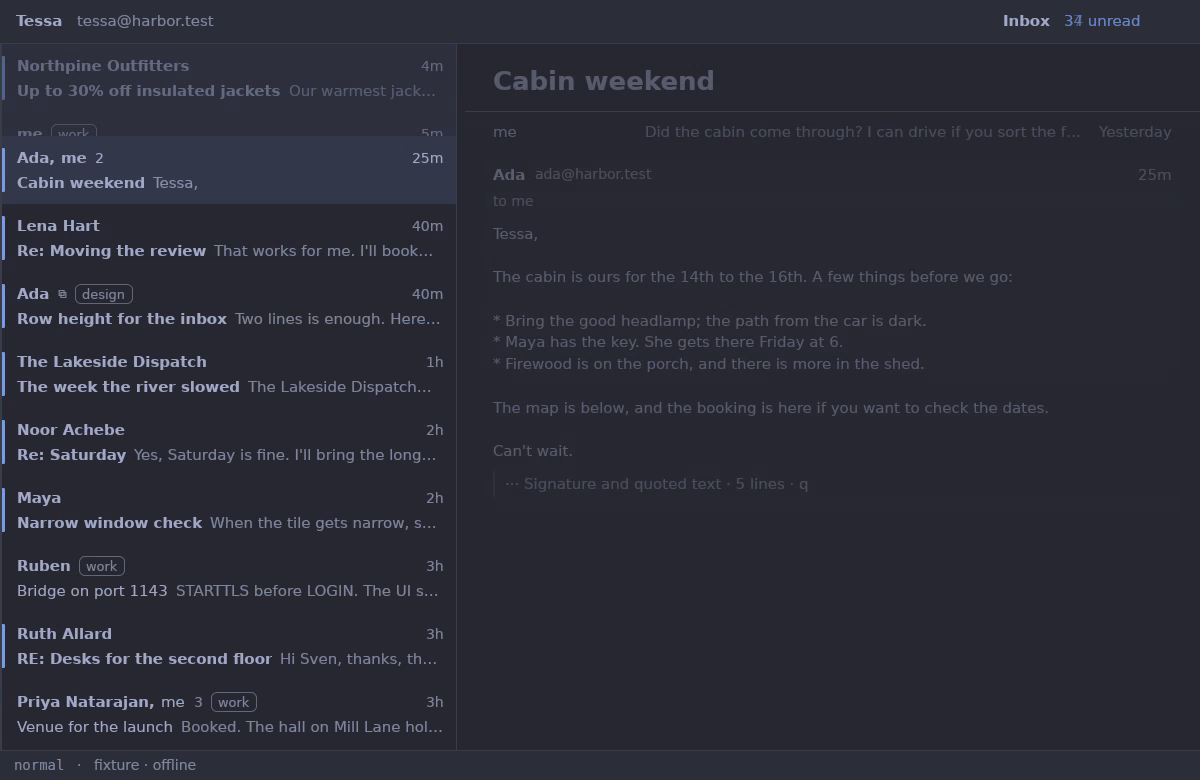 Tessa tessa@harbor.test
Inbox unread
Northpine Outfitters 4m
Up to 30% off insulated jackets Our warmest jack…
me work 5m
Ada, me 2 25m
Cabin weekend Tessa,
Lena Hart 40m
Re: Moving the review That works for me. I'll book…
Ada design 40m
Row height for the inbox Two lines is enough. Here…
The Lakeside Dispatch 1h
The week the river slowed The Lakeside Dispatch…
Noor Achebe 2h
Re: Saturday Yes, Saturday is fine. I'll bring the long…
Maya 2h
Narrow window check When the tile gets narrow, s…
Ruben work 3h
Bridge on port 1143 STARTTLS before LOGIN. The UI s…
Ruth Allard 3h
RE: Desks for the second floor Hi Sven, thanks, th…
Priya Natarajan, me 3 work 3h
Venue for the launch Booked. The hall on Mill Lane hol…
Cabin weekend
me Did the cabin come through? I can drive if you sort the f… Yesterday
Ada ada@harbor.test 25m
to me
Tessa,
The cabin is ours for the 14th to the 16th. A few things before we go:
* Bring the good headlamp; the path from the car is dark.
* Maya has the key. She gets there Friday at 6.
* Firewood is on the porch, and there is more in the shed.
The map is below, and the booking is here if you want to check the dates.
Can't wait.
··· Signature and quoted text · 5 lines · q
normal · fixture · offline